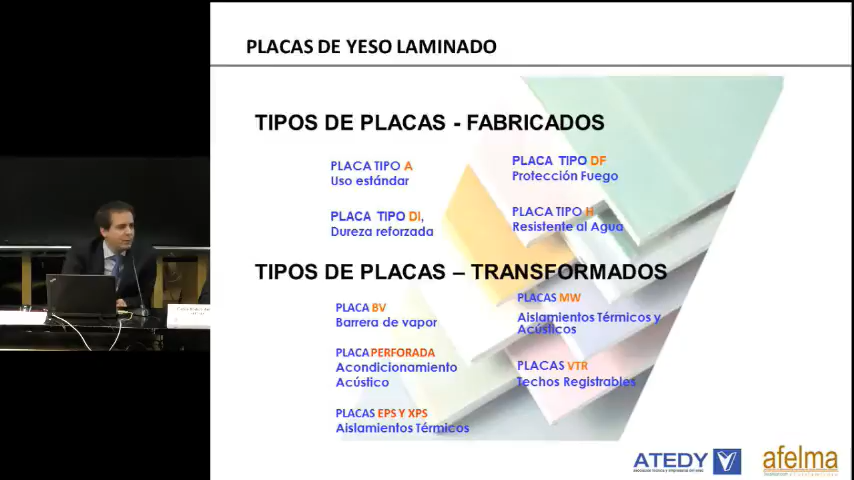 PLACAS DE YESO LAMINADO
TIPOS DE PLACAS - FABRICADOS
PLACA TIPO A
Uso estándar
PLACA TIPO DF
Protección Fuego
PLACA TIPO DI,
Dureza reforzada
PLACA TIPO H
Resistente al Agua
TIPOS DE PLACAS – TRANSFORMADOS
PLACA BV
Barrera de vapor
PLACAS MW
Aislamientos Térmicos y
Acústicos
PLACA PERFORADA
Acondicionamiento
Acústico
PLACAS VTR
Techos Registrables
PLACAS EPS Y XPS
Aislamientos Térmicos
ATEDY
afelma